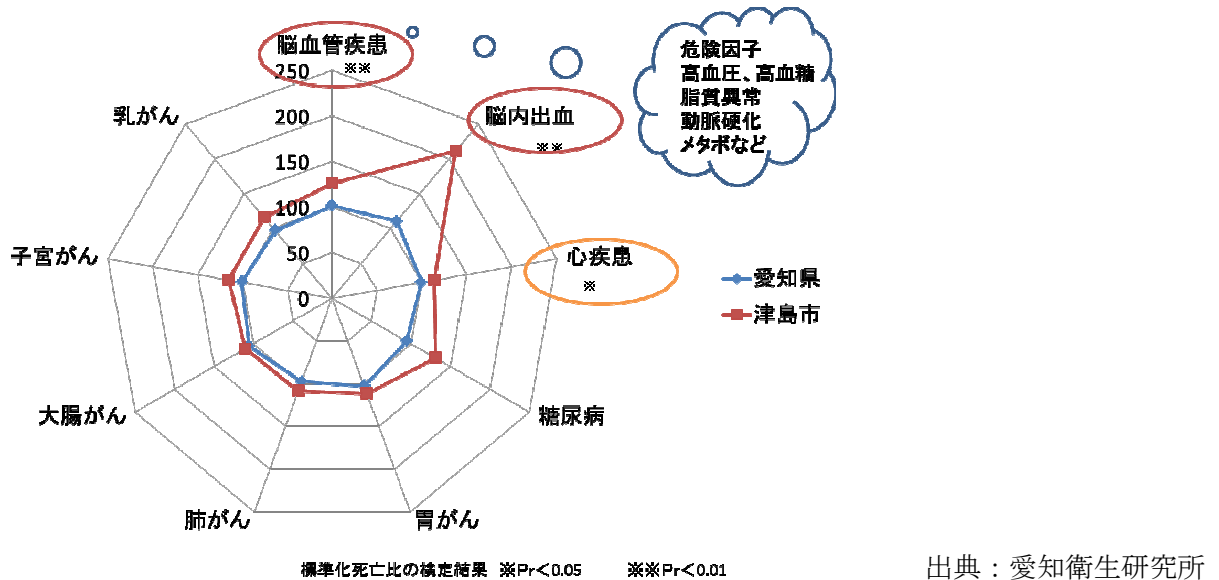 脳血管疾患
※※
250
200
150
100
50
0
脳内出血
※※
心疾患
※
糖尿病
胃がん
肺がん
大腸がん
子宮がん
乳がん
危険因子
高血圧、高血糖
脂質異常
動脈硬化
メタボなど
愛知県
津島市
標準化死亡比の検定結果 ※Pr＜0.05 ※※Pr＜0.01
出典：愛知衛生研究所